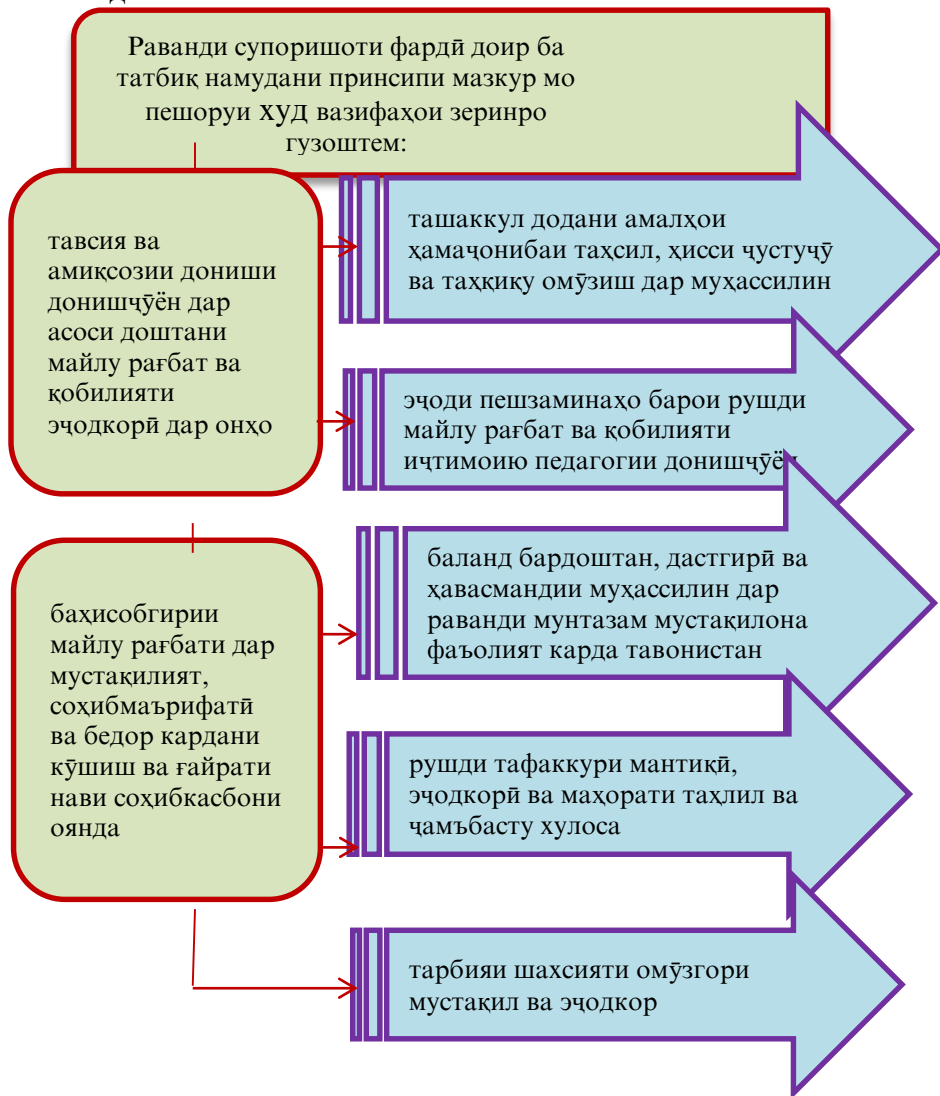 Раванди супоришоти фардӣ доир ба
татбиқ намудани принсипи мазкур мо
пешоруи худ вазифаҳои зеринро
гузоштем:
тавсия ва
амиқсозии дониши
донишҷӯён дар
асоси доштани
майлу рағбат ва
қобилияти
эҷодкорӣ дар онҳо
ташаккул додани амалҳои
ҳамаҷонибаи таҳсил, ҳисси ҷустуҷӯ
ва таҳқиқу омӯзиш дар муҳассилин
эҷоди пешзаминаҳо барои рушди
майлу рағбат ва қобилияти
иҷтимоию педагогии донишҷӯён
баҳисобгирии
майлу рағбати дар
мустақилият,
соҳибмаърифатӣ
ва бедор кардани
кӯшиш ва ғайрати
нави соҳибкасбони
оянда
баланд бардоштан, дастгирӣ ва
ҳавасмандии муҳассилин дар
раванди мунтазам мустақилона
фаъолият карда тавонистан
рушди тафаккури мантиқӣ,
эҷодкорӣ ва маҳорати таҳлил ва
ҷамъбасту хулоса
тарбияи шахсияти омӯзгори
мустақил ва эҷодкор